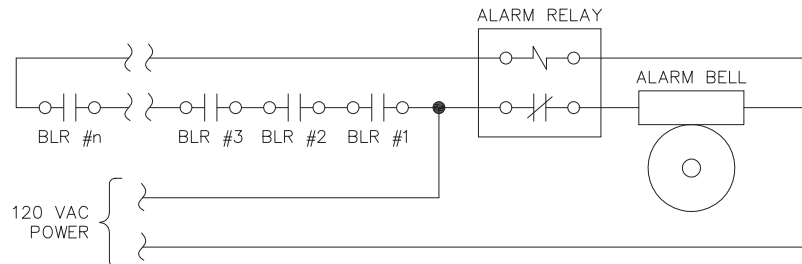 ALARM RELAY
ALARM BELL
BLR #n
BLR #3
BLR #2
BLR #1
120 VAC
POWER